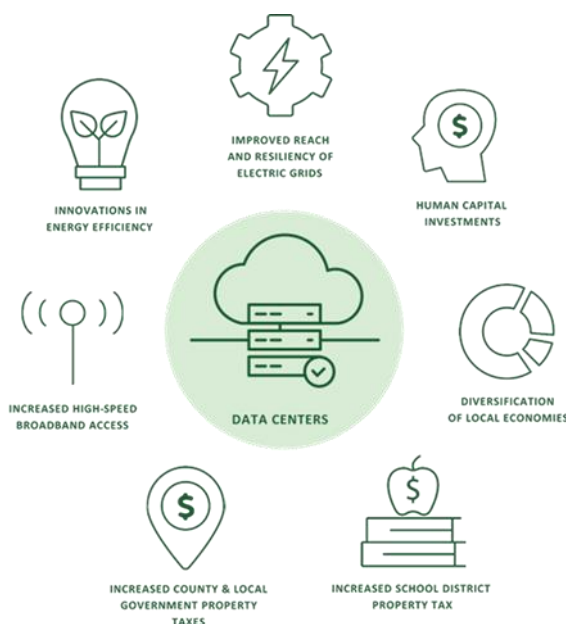 IMPROVED REACH
AND RESILIENCY OF
ELECTRIC GRIDS
INNOVATIONS IN
ENERGY EFFICIENCY
$
HUMAN CAPITAL
INVESTMENTS
INCREASED HIGH-SPEED
BROADBAND ACCESS
DATA CENTERS
DIVERSIFICATION
OF LOCAL ECONOMIES
$
INCREASED COUNTY & LOCAL
GOVERNMENT PROPERTY
TAXES
$
INCREASED SCHOOL DISTRICT
PROPERTY TAX